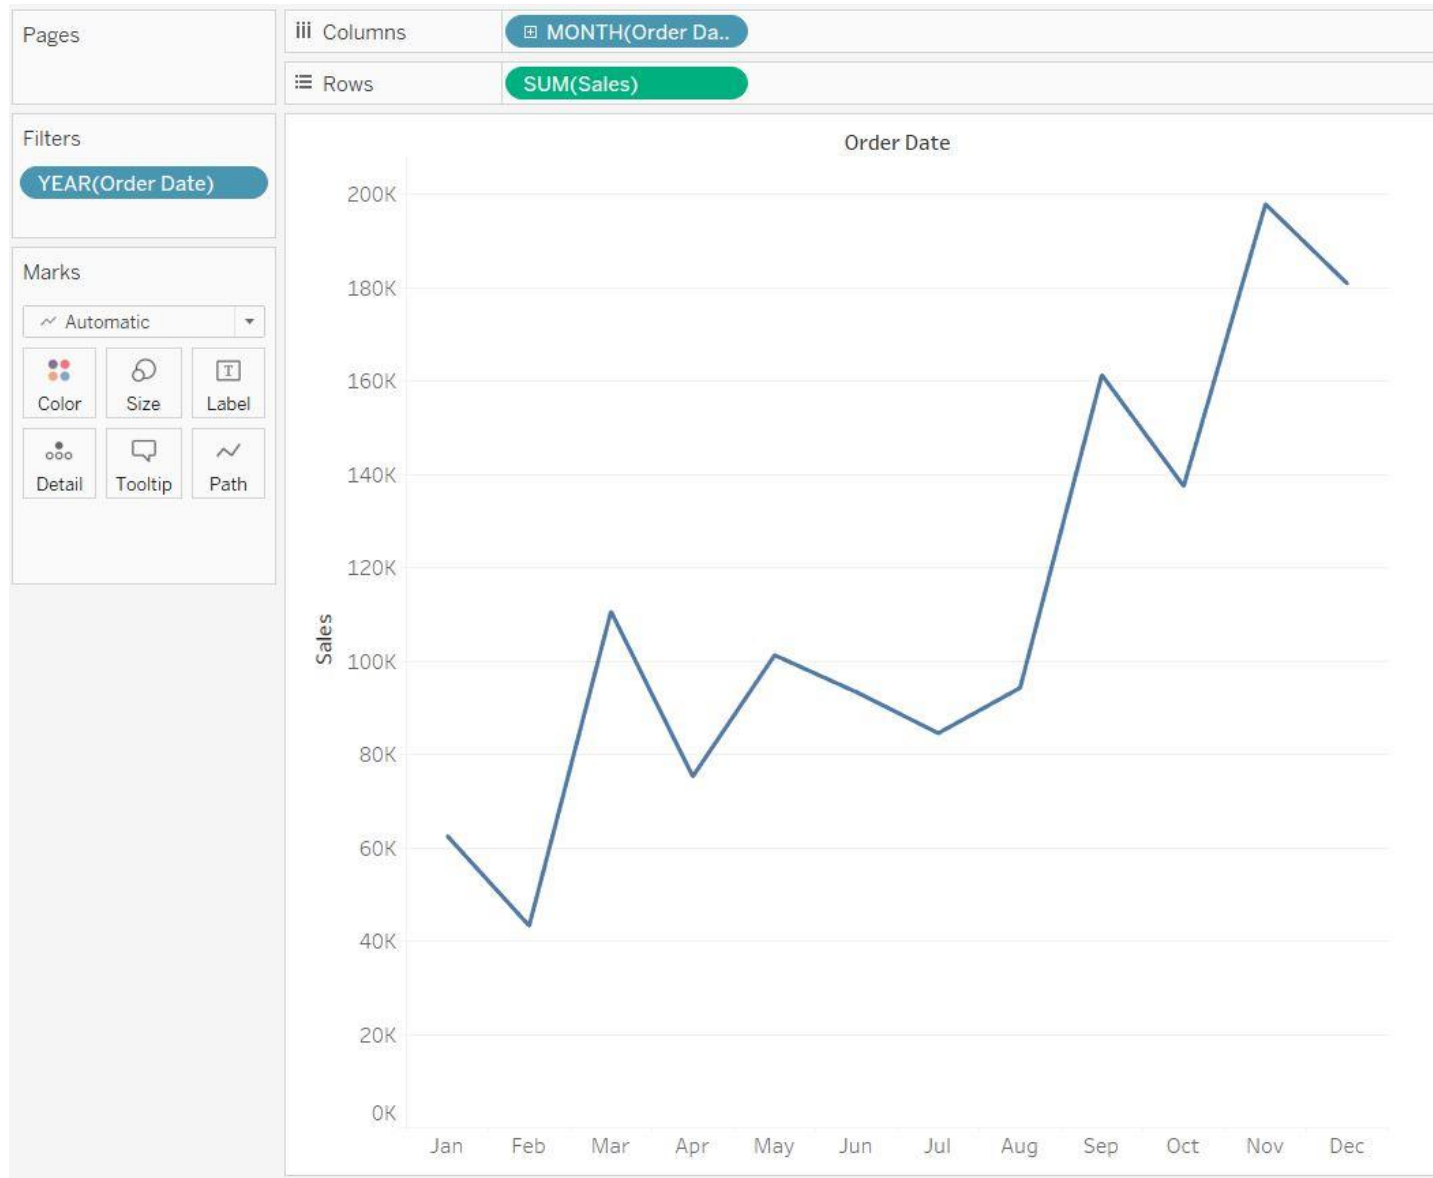 Pages
Columns
MONTH(Order Da..
Rows
SUM(Sales)
Filters
YEAR(Order Date)
Marks
Automatic
Color Size Label
Detail Tooltip Path
Order Date
Sales
200K
180K
160K
140K
120K
100K
80K
60K
40K
20K
0K
Jan Feb Mar Apr May Jun Jul Aug Sep Oct Nov Dec